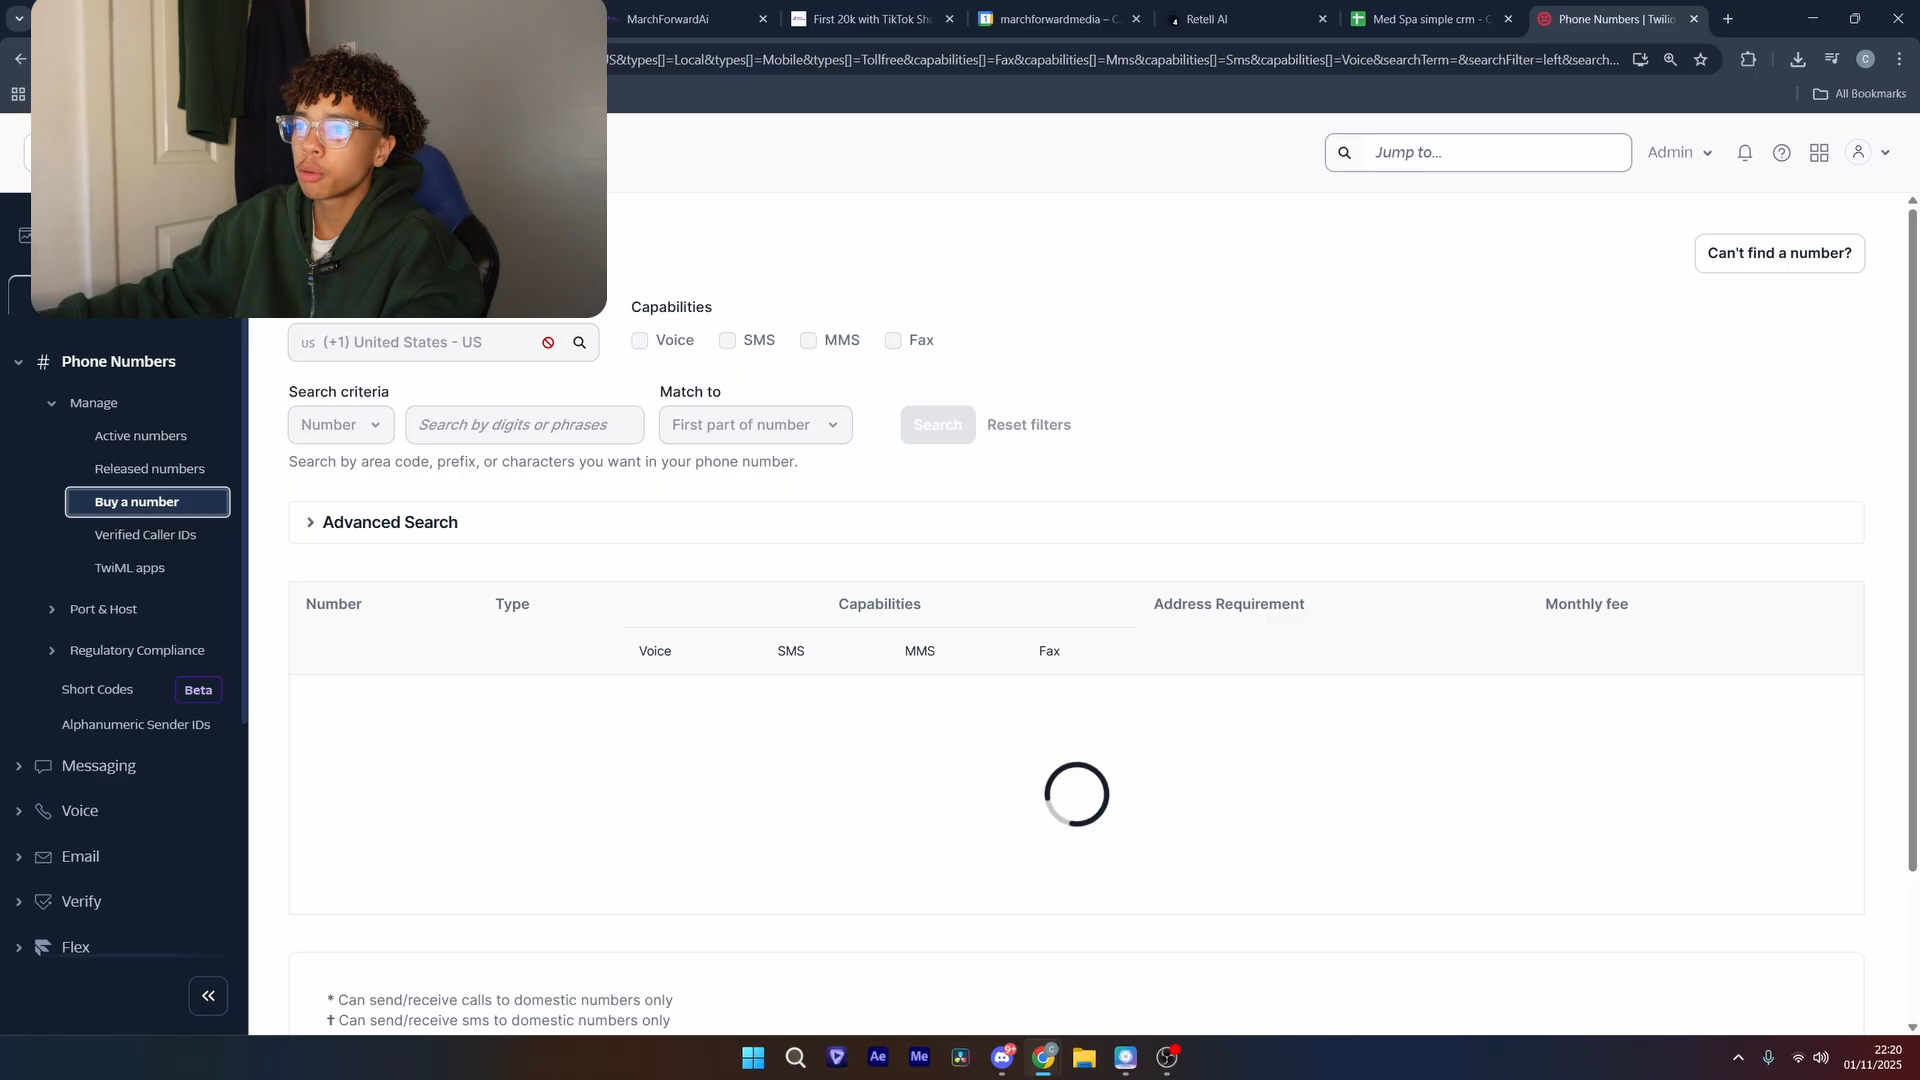 MarchForwardAi
First 20k with TikTok Sho
marchforwardmedia – C
Retell AI
Med Spa simple crm - G
Phone Numbers | Twilio
JS&types[]=Local&types[]=Mobile&types[]=Tollfree&capabilities[]=Fax&capabilities[]=Mms&capabilities[]=Sms&capabilities[]=Voice&searchTerm=&searchFilter=left&search...
C
All Bookmarks
Jump to...
Admin
Can't find a number?
Capabilities
US (+1) United States - US
Voice
SMS
MMS
Fax
Search criteria
Match to
Number
Search by digits or phrases
First part of number
Search
Reset filters
Search by area code, prefix, or characters you want in your phone number.
Advanced Search
Number
Type
Capabilities
Address Requirement
Monthly fee
Voice
SMS
MMS
Fax
* Can send/receive calls to domestic numbers only
† Can send/receive sms to domestic numbers only
# Phone Numbers
Manage
Active numbers
Released numbers
Buy a number
Verified Caller IDs
TwiML apps
Port & Host
Regulatory Compliance
Short Codes
Beta
Alphanumeric Sender IDs
Messaging
Voice
Email
Verify
Flex
Ae
Me
9+
C
22:20
01/11/2025